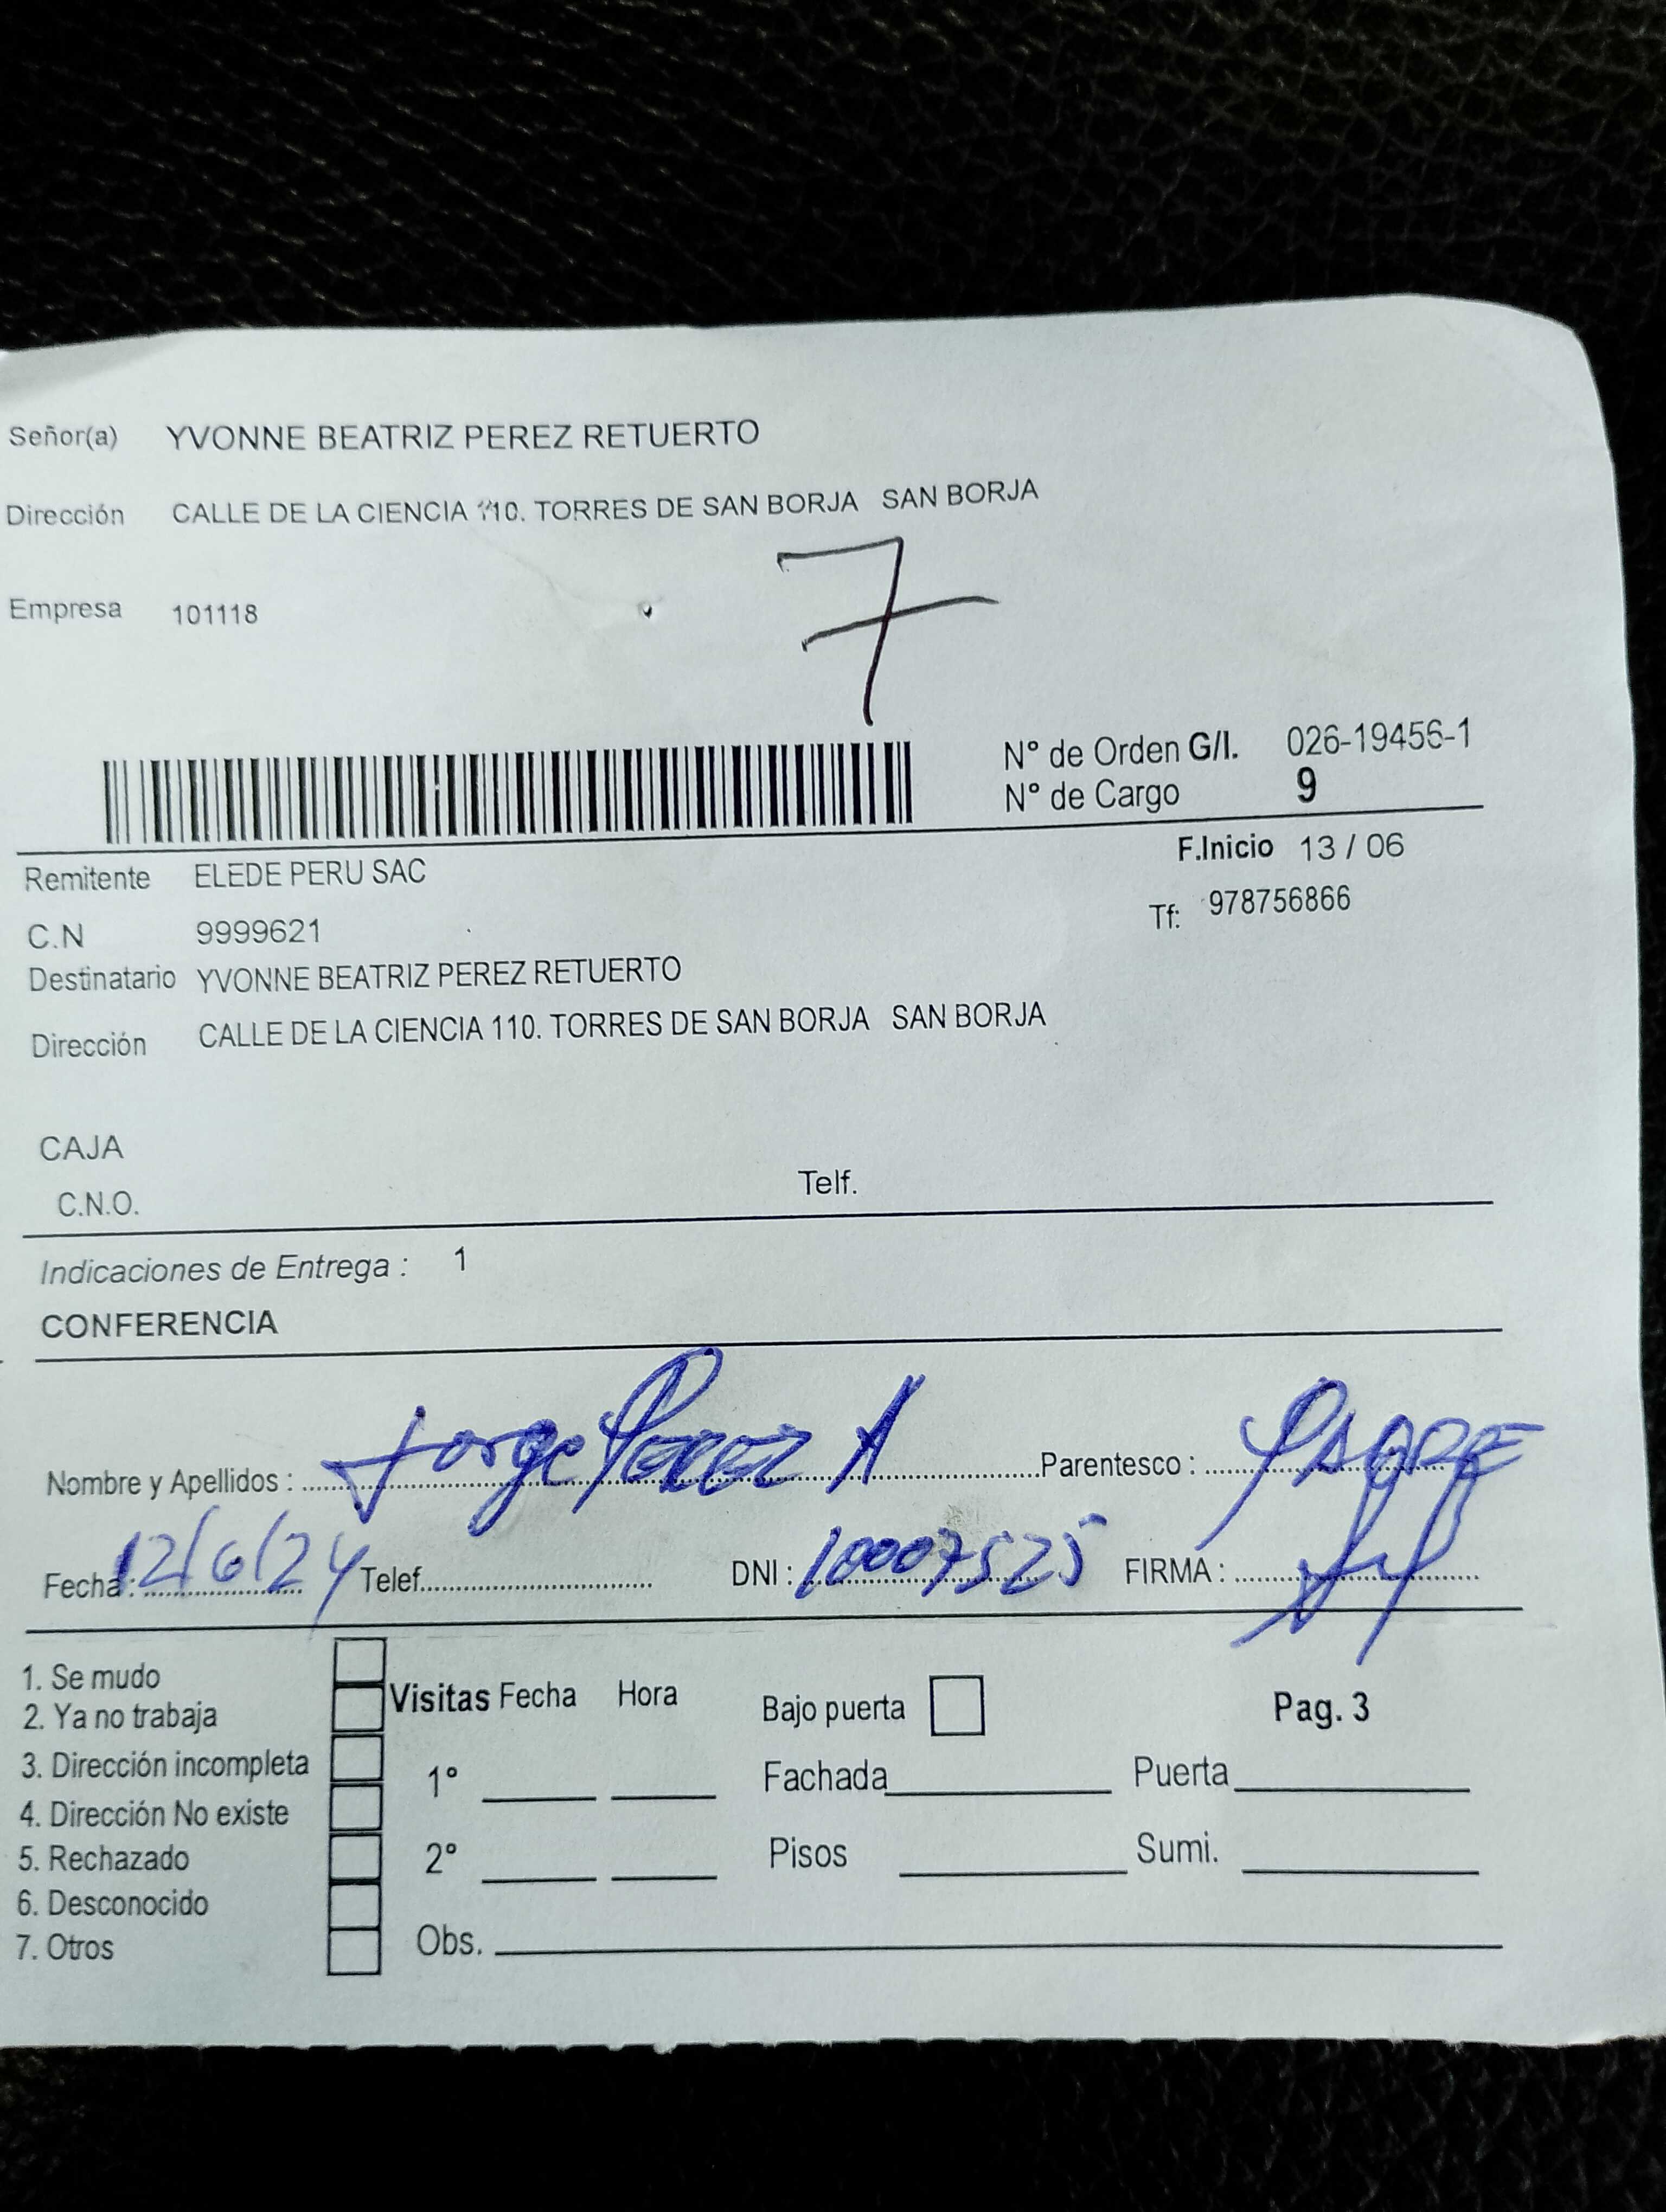 Señor(a) YVONNE BEATRIZ PEREZ RETUERTO
Dirección CALLE DE LA CIENCIA 110. TORRES DE SAN BORJA SAN BORJA
Empresa 101118
7
N° de Orden G/I. 026-19456-1
N° de Cargo 9
Remitente ELEDE PERU SAC F.Inicio 13 / 06
C.N 9999621 Tf: 978756866
Destinatario YVONNE BEATRIZ PEREZ RETUERTO
Dirección CALLE DE LA CIENCIA 110. TORRES DE SAN BORJA SAN BORJA
CAJA
C.N.O. Telf.
Indicaciones de Entrega : 1
CONFERENCIA
Nombre y Apellidos : Jorge Perez A Parentesco : PADRE
Fecha : 12/6/24 Telef. DNI : 10007525 FIRMA :
1. Se mudo
2. Ya no trabaja
3. Dirección incompleta
4. Dirección No existe
5. Rechazado
6. Desconocido
7. Otros
Visitas Fecha Hora Bajo puerta Pag. 3
1° Fachada Puerta
2° Pisos Sumi.
Obs.